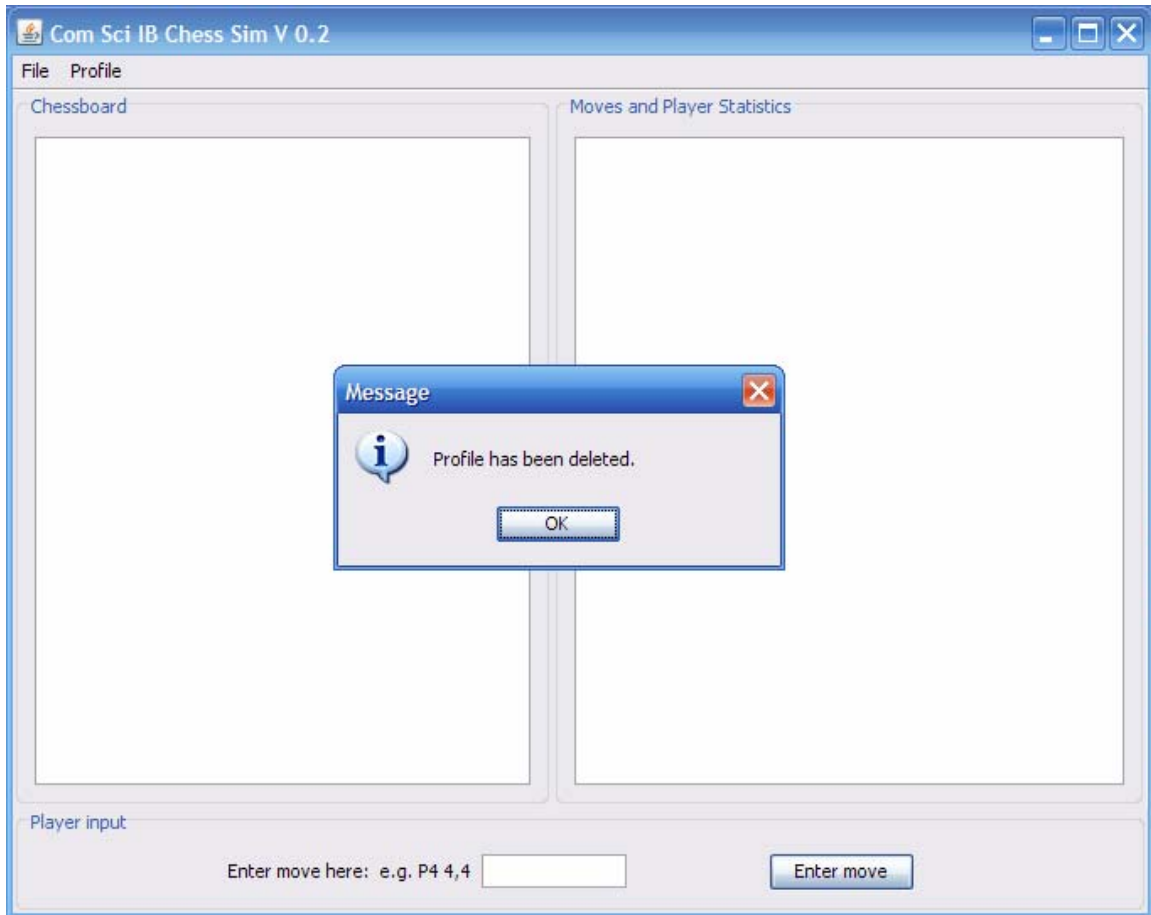 Com Sci IB Chess Sim V 0.2
File Profile
Chessboard
Moves and Player Statistics
Message
Profile has been deleted.
OK
Player input
Enter move here: e.g. P4 4,4
Enter move